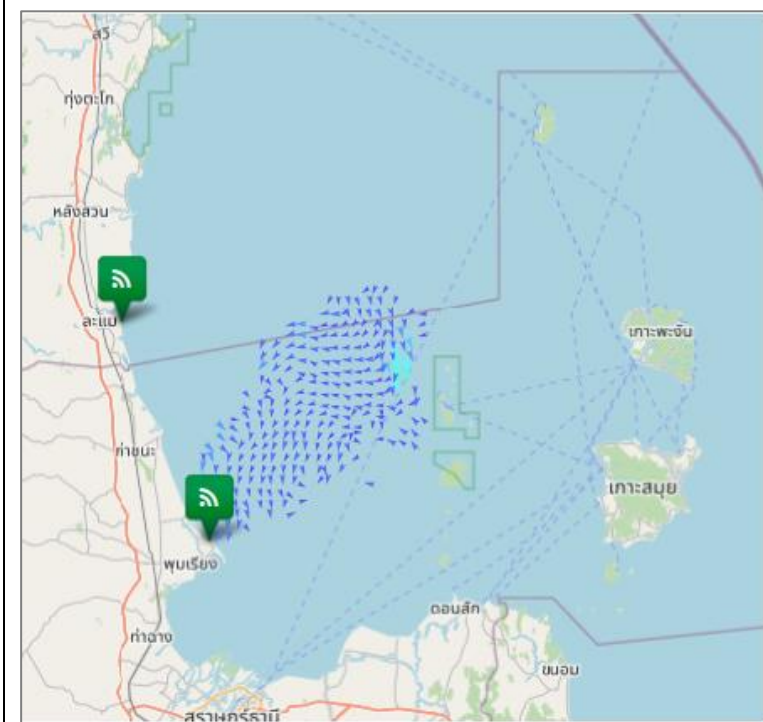 สวี
ทุ่งตะโก
หลังสวน
ละแม
เกาะพะงัน
ท่าชนะ
เกาะสมุย
พุมเรียง
ดอนสัก
ท่าฉาง
ขนอม
สุราษฎร์ธานี